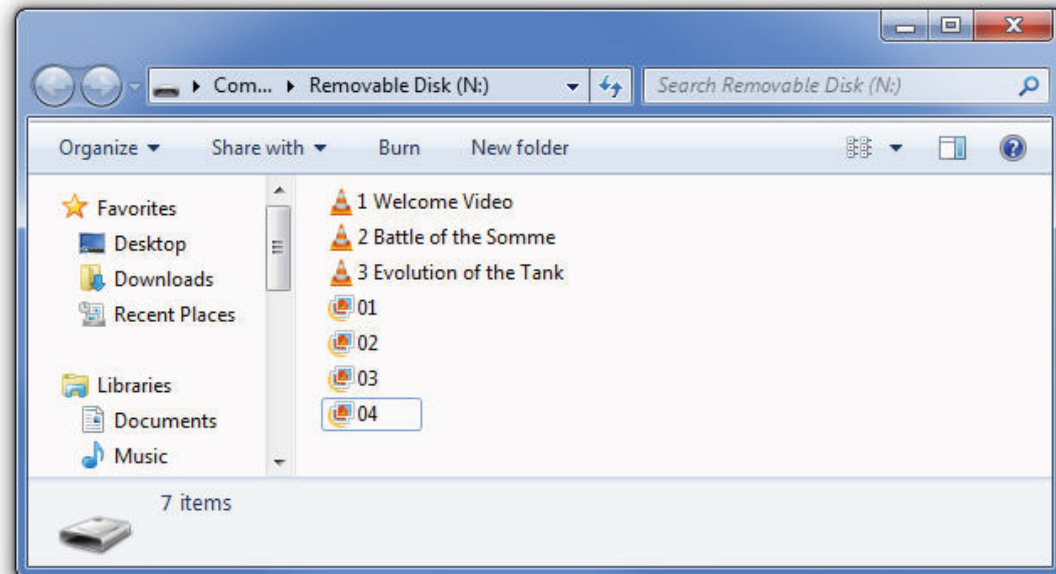 Com... Removable Disk (N:)
Search Removable Disk (N:)
Organize Share with Burn New folder
Favorites
Desktop
Downloads
Recent Places
Libraries
Documents
Music
1 Welcome Video
2 Battle of the Somme
3 Evolution of the Tank
01
02
03
04
7 items